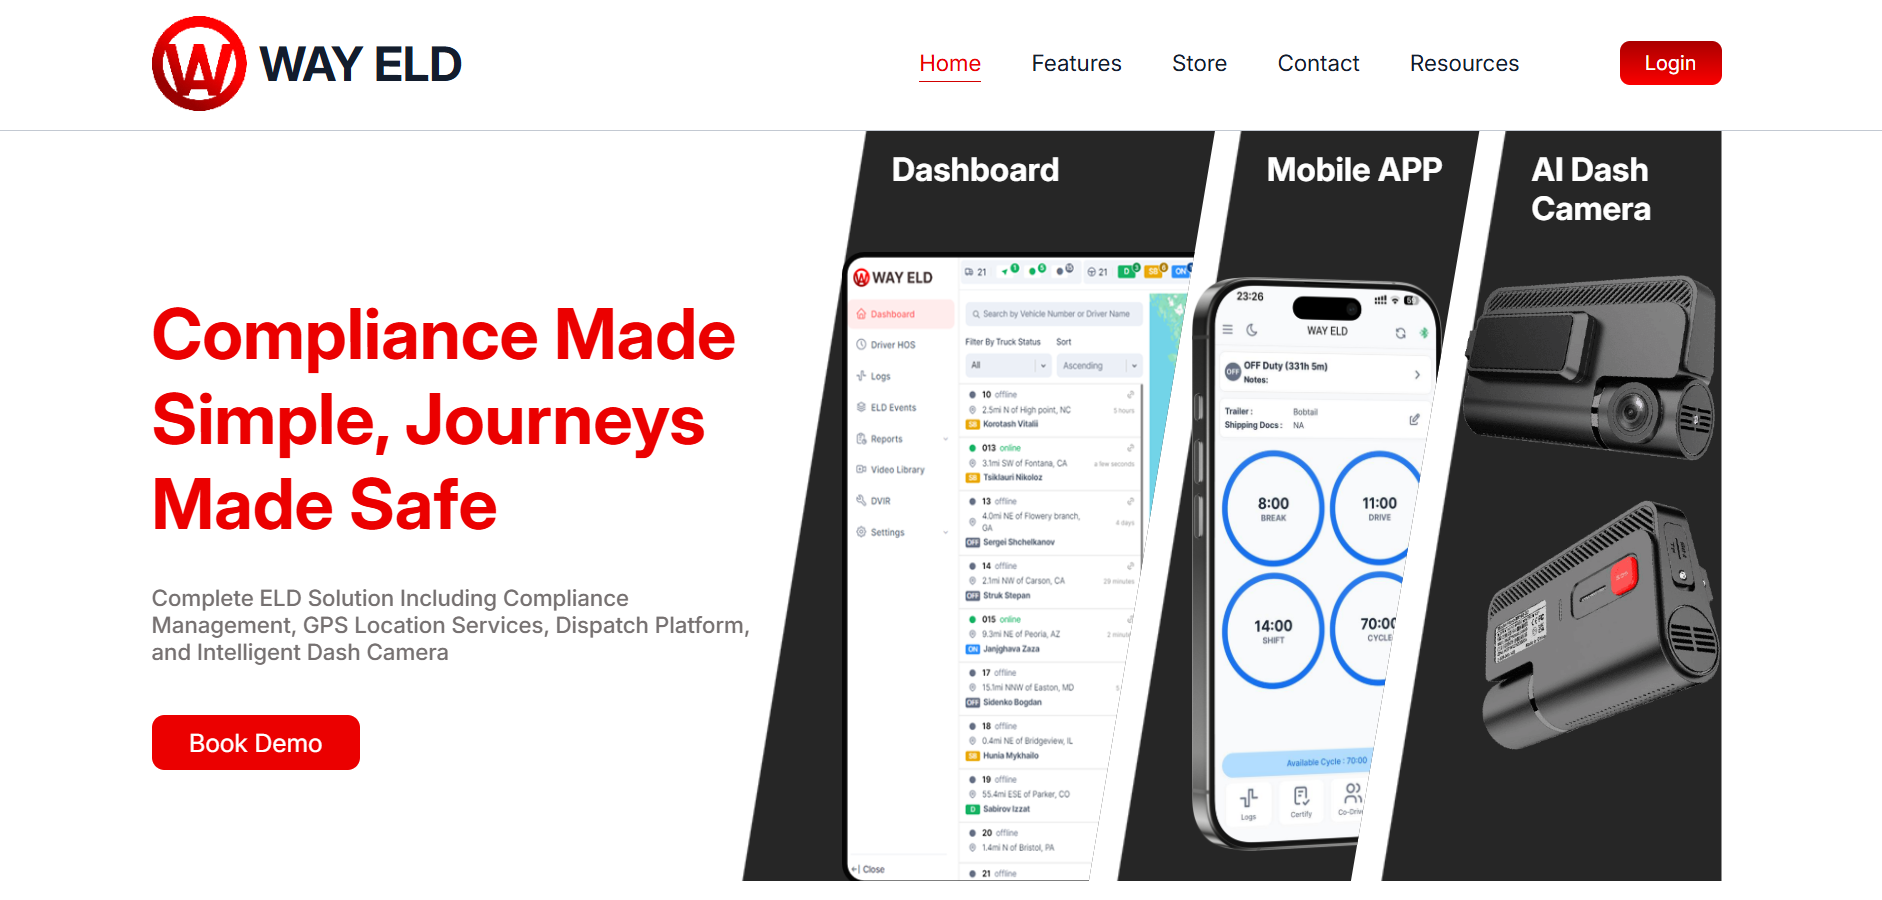 WAY ELD
Home
Features
Store
Contact
Resources
Login
Compliance Made
Simple, Journeys
Made Safe
Complete ELD Solution Including Compliance
Management, GPS Location Services, Dispatch Platform,
and Intelligent Dash Camera
Book Demo
Dashboard
WAY ELD
21
21
D
SB
ON
Dashboard
Driver HOS
Logs
ELD Events
Reports
Video Library
DVIR
Settings
Close
Search by Vehicle Number or Driver Name
Filter By Truck Status
Sort
All
Ascending
10 offline
2.5mi N of High point, NC
5 hours
SB Korotash Vitalii
013 online
3.1mi SW of Fontana, CA
a few seconds
SB Tsiklauri Nikoloz
13 offline
4.0mi NE of Flowery branch,
GA
4 days
OFF Sergei Shchelkanov
14 offline
2.1mi NW of Carson, CA
28 minutes
OFF Struk Stepan
015 online
9.3mi NE of Peoria, AZ
2 minute
ON Janjghava Zaza
17 offline
15.1mi NNW of Easton, MD
5
OFF Sidenko Bogdan
18 offline
0.4mi NE of Bridgeview, IL
SB Hunia Mykhailo
19 offline
55.4mi ESE of Parker, CO
D Sabirov Izzat
20 offline
1.4mi N of Bristol, PA
21 offline
Mobile APP
23:26
WAY ELD
OFF
OFF Duty (331h 5m)
Notes:
Trailer :
Bobtail
Shipping Docs :
NA
8:00
BREAK
11:00
DRIVE
14:00
SHIFT
70:00
CYCLE
Available Cycle : 70:00
Logs
Certify
Co-Driv
AI Dash
Camera